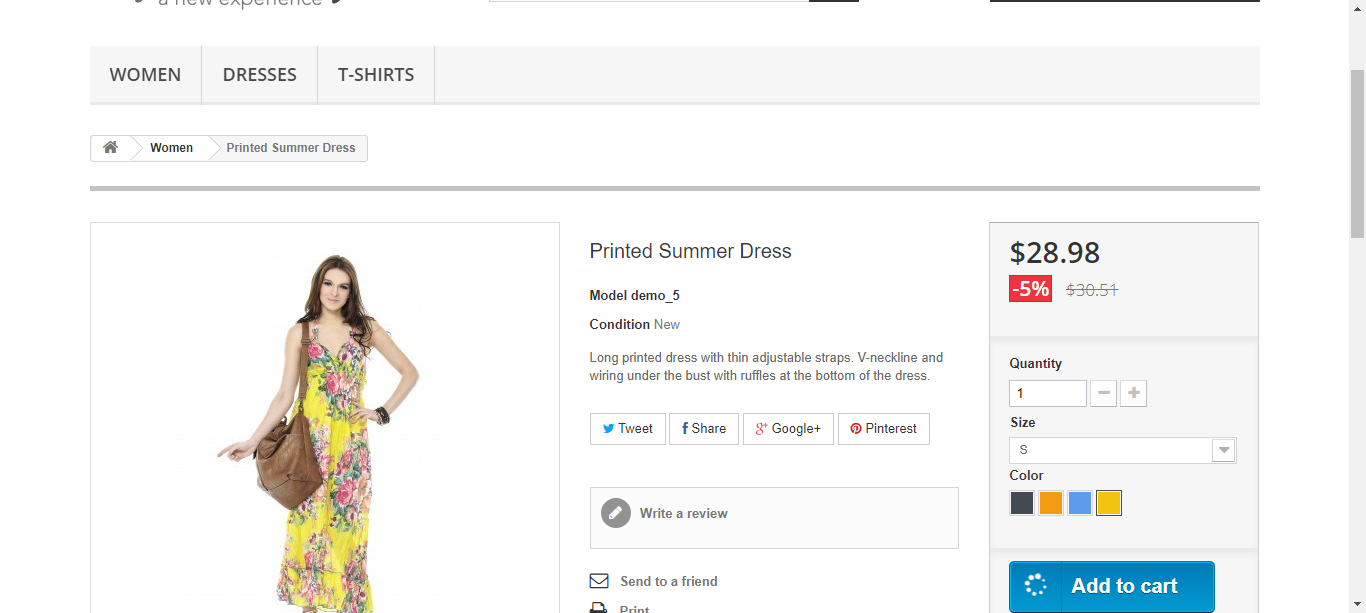 a new experience
WOMEN
DRESSES
T-SHIRTS
Women
Printed Summer Dress
Printed Summer Dress
Model demo_5
Condition New
Long printed dress with thin adjustable straps. V-neckline and
wiring under the bust with ruffles at the bottom of the dress.
Tweet
Share
Google+
Pinterest
Write a review
Send to a friend
Print
$28.98
-5% $30.51
Quantity
1
Size
S
Color
Add to cart